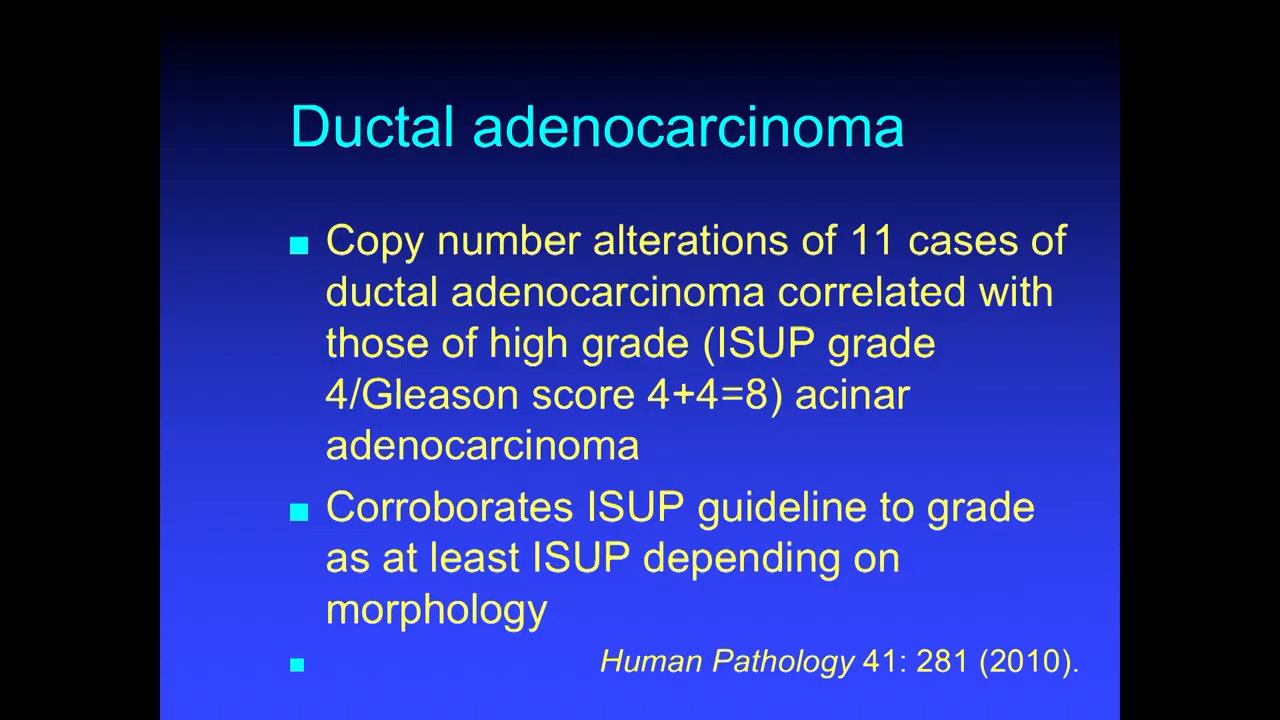 Ductal adenocarcinoma
Copy number alterations of 11 cases of
ductal adenocarcinoma correlated with
those of high grade (ISUP grade
4/Gleason score 4+4=8) acinar
adenocarcinoma
Corroborates ISUP guideline to grade
as at least ISUP depending on
morphology
Human Pathology 41: 281 (2010).